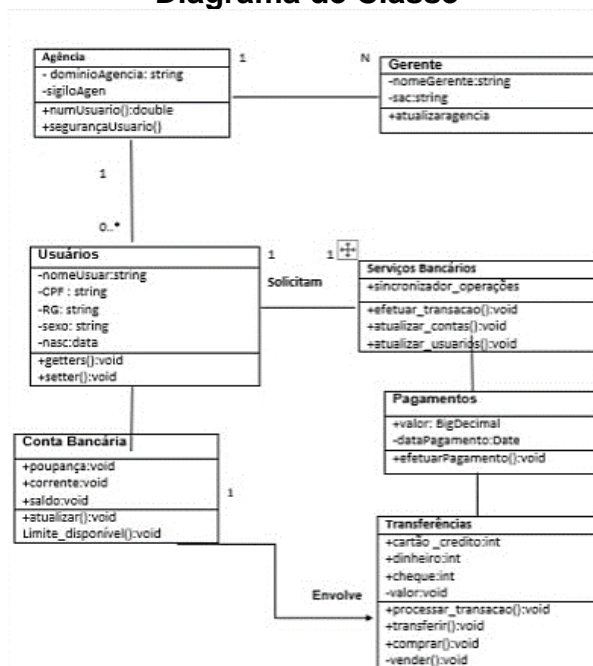 Diagrama de Classe
Agência
- dominioAgencia: string
-sigiloAgen
+numUsuario():double
+segurançaUsuario()
1
N
Gerente
-nomeGerente:string
-sac:string
+atualizaragencia
1
0..*
Usuários
-nomeUsuar:string
-CPF : string
-RG: string
-sexo: string
-nasc:data
+getters():void
+setter():void
1
1
Solicitam
Serviços Bancários
+sincronizador_operações
+efetuar_transacao():void
+atualizar_contas():void
+atualizar_usuarios():void
Pagamentos
+valor: BigDecimal
-dataPagamento:Date
+efetuarPagamento():void
Conta Bancária
+poupança:void
+corrente:void
+saldo:void
+atualizar():void
Limite_disponivel():void
1
Envolve
Transferências
+cartão _credito:int
+dinheiro:int
+cheque:int
-valor:void
+processar_transacao():void
+transferir():void
+comprar():void
-vender():void